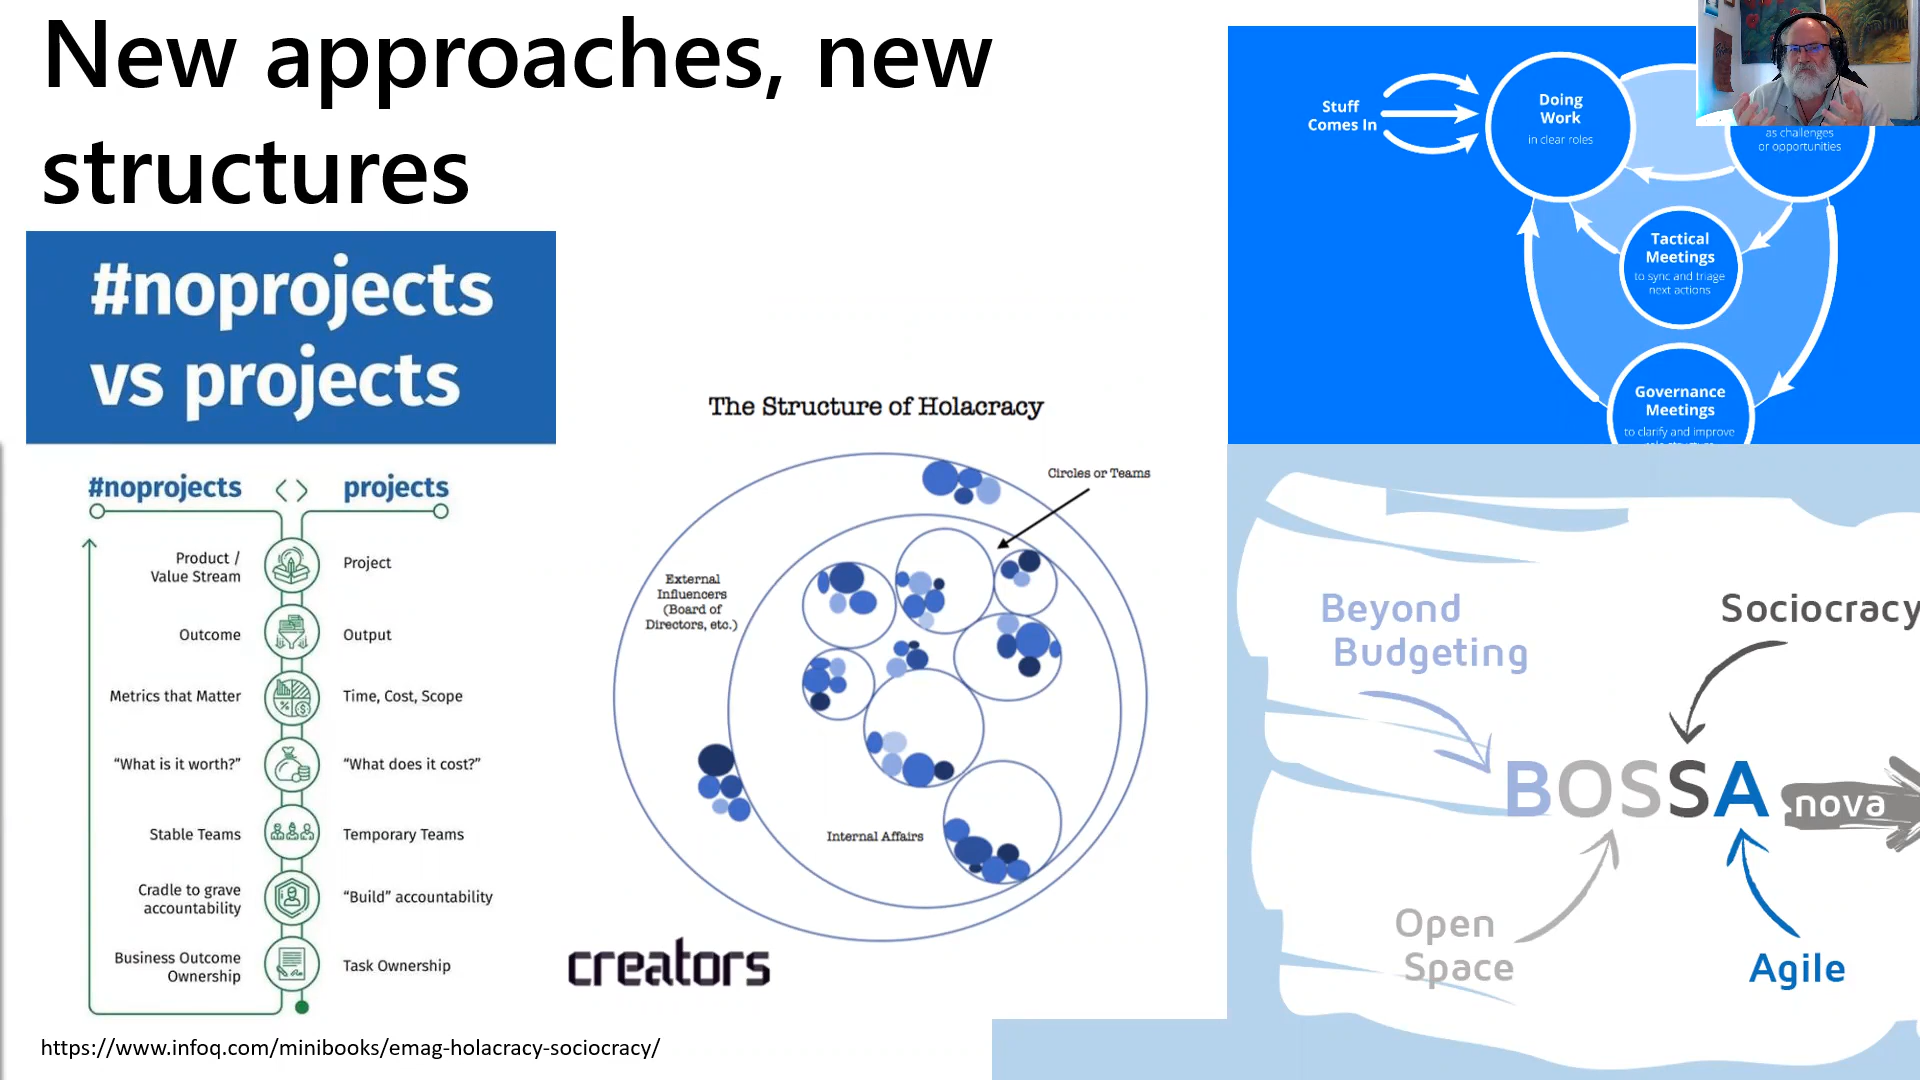 New approaches, new
structures
#noprojects
vs projects
#noprojects <> projects
Product /
Value Stream
Project
Outcome
Output
Metrics that Matter
Time, Cost, Scope
“What is it worth?”
“What does it cost?”
Stable Teams
Temporary Teams
Cradle to grave
accountability
“Build” accountability
Business Outcome
Ownership
Task Ownership
https://www.infoq.com/minibooks/emag-holacracy-sociocracy/
The Structure of Holacracy
Circles or Teams
External
Influencers
(Board of
Directors, etc.)
Internal Affairs
creators
Stuff
Comes In
Doing
Work
in clear roles
as challenges
or opportunities
Tactical
Meetings
to sync and triage
next actions
Governance
Meetings
to clarify and improve
Beyond
Budgeting
Sociocracy
BOSSA nova
Open
Space
Agile